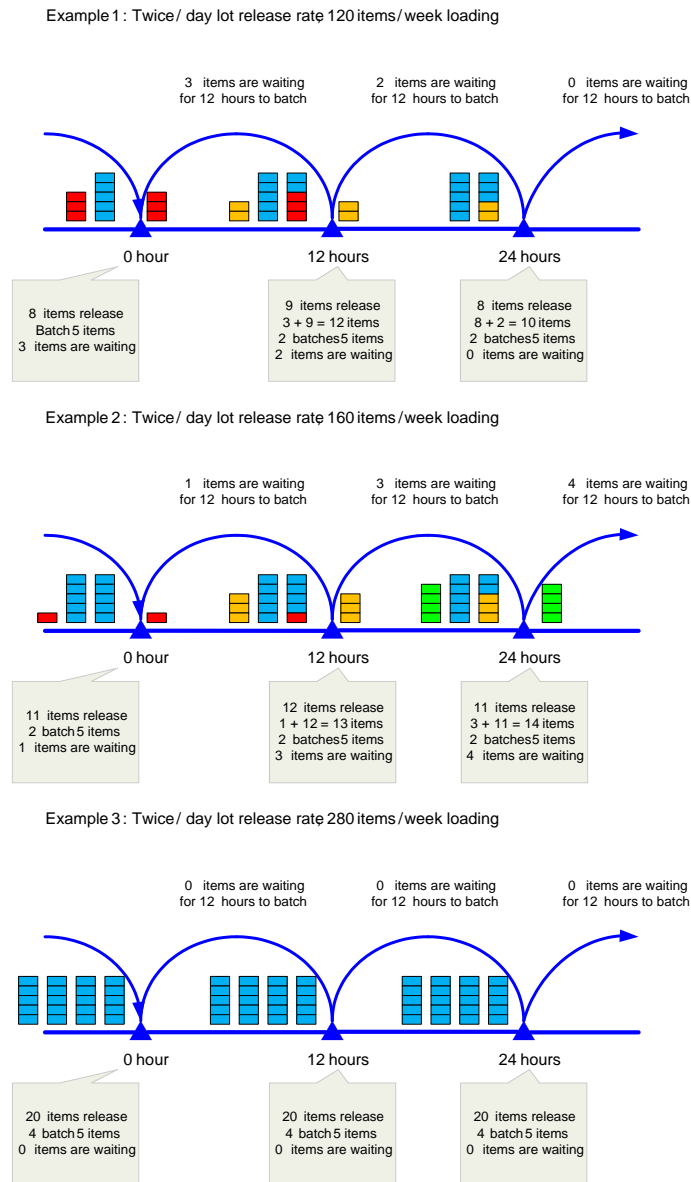 Example 1: Twice/ day lot release rate, 120 items/week loading
3 items are waiting
for 12 hours to batch
2 items are waiting
for 12 hours to batch
0 items are waiting
for 12 hours to batch
0 hour
12 hours
24 hours
8 items release
Batch 5 items
3 items are waiting
9 items release
3 + 9 = 12 items
2 batches 5 items
2 items are waiting
8 items release
8 + 2 = 10 items
2 batches 5 items
0 items are waiting
Example 2: Twice/ day lot release rate, 160 items/week loading
1 items are waiting
for 12 hours to batch
3 items are waiting
for 12 hours to batch
4 items are waiting
for 12 hours to batch
0 hour
12 hours
24 hours
11 items release
2 batch 5 items
1 items are waiting
12 items release
1 + 12 = 13 items
2 batches 5 items
3 items are waiting
11 items release
3 + 11 = 14 items
2 batches 5 items
4 items are waiting
Example 3: Twice/ day lot release rate, 280 items/week loading
0 items are waiting
for 12 hours to batch
0 items are waiting
for 12 hours to batch
0 items are waiting
for 12 hours to batch
0 hour
12 hours
24 hours
20 items release
4 batch 5 items
0 items are waiting
20 items release
4 batch 5 items
0 items are waiting
20 items release
4 batch 5 items
0 items are waiting